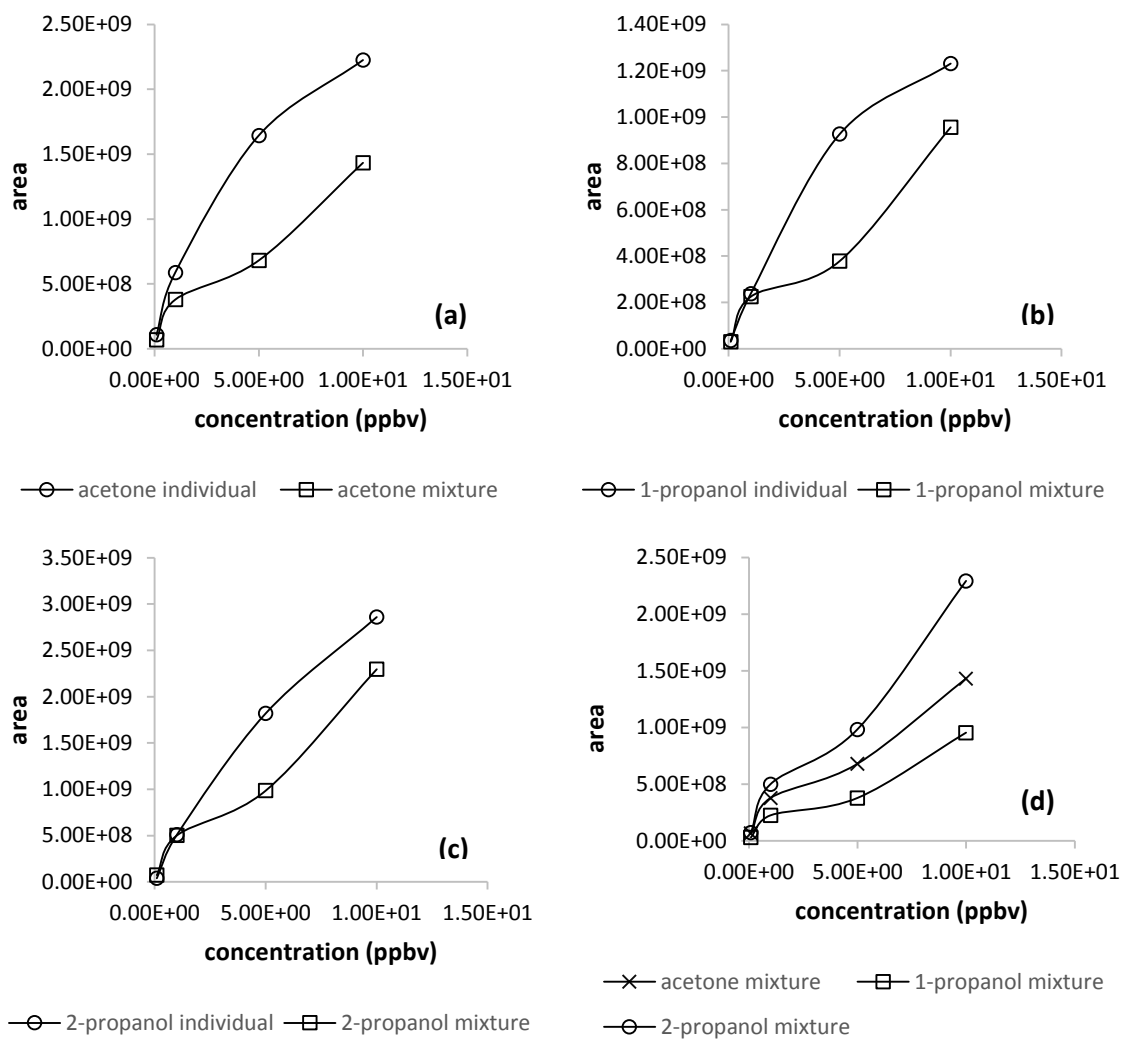 2.50E+09
2.00E+09
1.50E+09
1.00E+09
5.00E+08
0.00E+00
0.00E+00 5.00E+00 1.00E+01 1.50E+01
area
concentration (ppbv)
(a)
acetone individual acetone mixture
1.40E+09
1.20E+09
1.00E+09
8.00E+08
6.00E+08
4.00E+08
2.00E+08
0.00E+00
0.00E+00 5.00E+00 1.00E+01 1.50E+01
area
concentration (ppbv)
(b)
1-propanol individual 1-propanol mixture
3.50E+09
3.00E+09
2.50E+09
2.00E+09
1.50E+09
1.00E+09
5.00E+08
0.00E+00
0.00E+00 5.00E+00 1.00E+01 1.50E+01
area
concentration (ppbv)
(c)
2-propanol individual 2-propanol mixture
2.50E+09
2.00E+09
1.50E+09
1.00E+09
5.00E+08
0.00E+00
0.00E+00 5.00E+00 1.00E+01 1.50E+01
area
concentration (ppbv)
(d)
acetone mixture 1-propanol mixture
2-propanol mixture